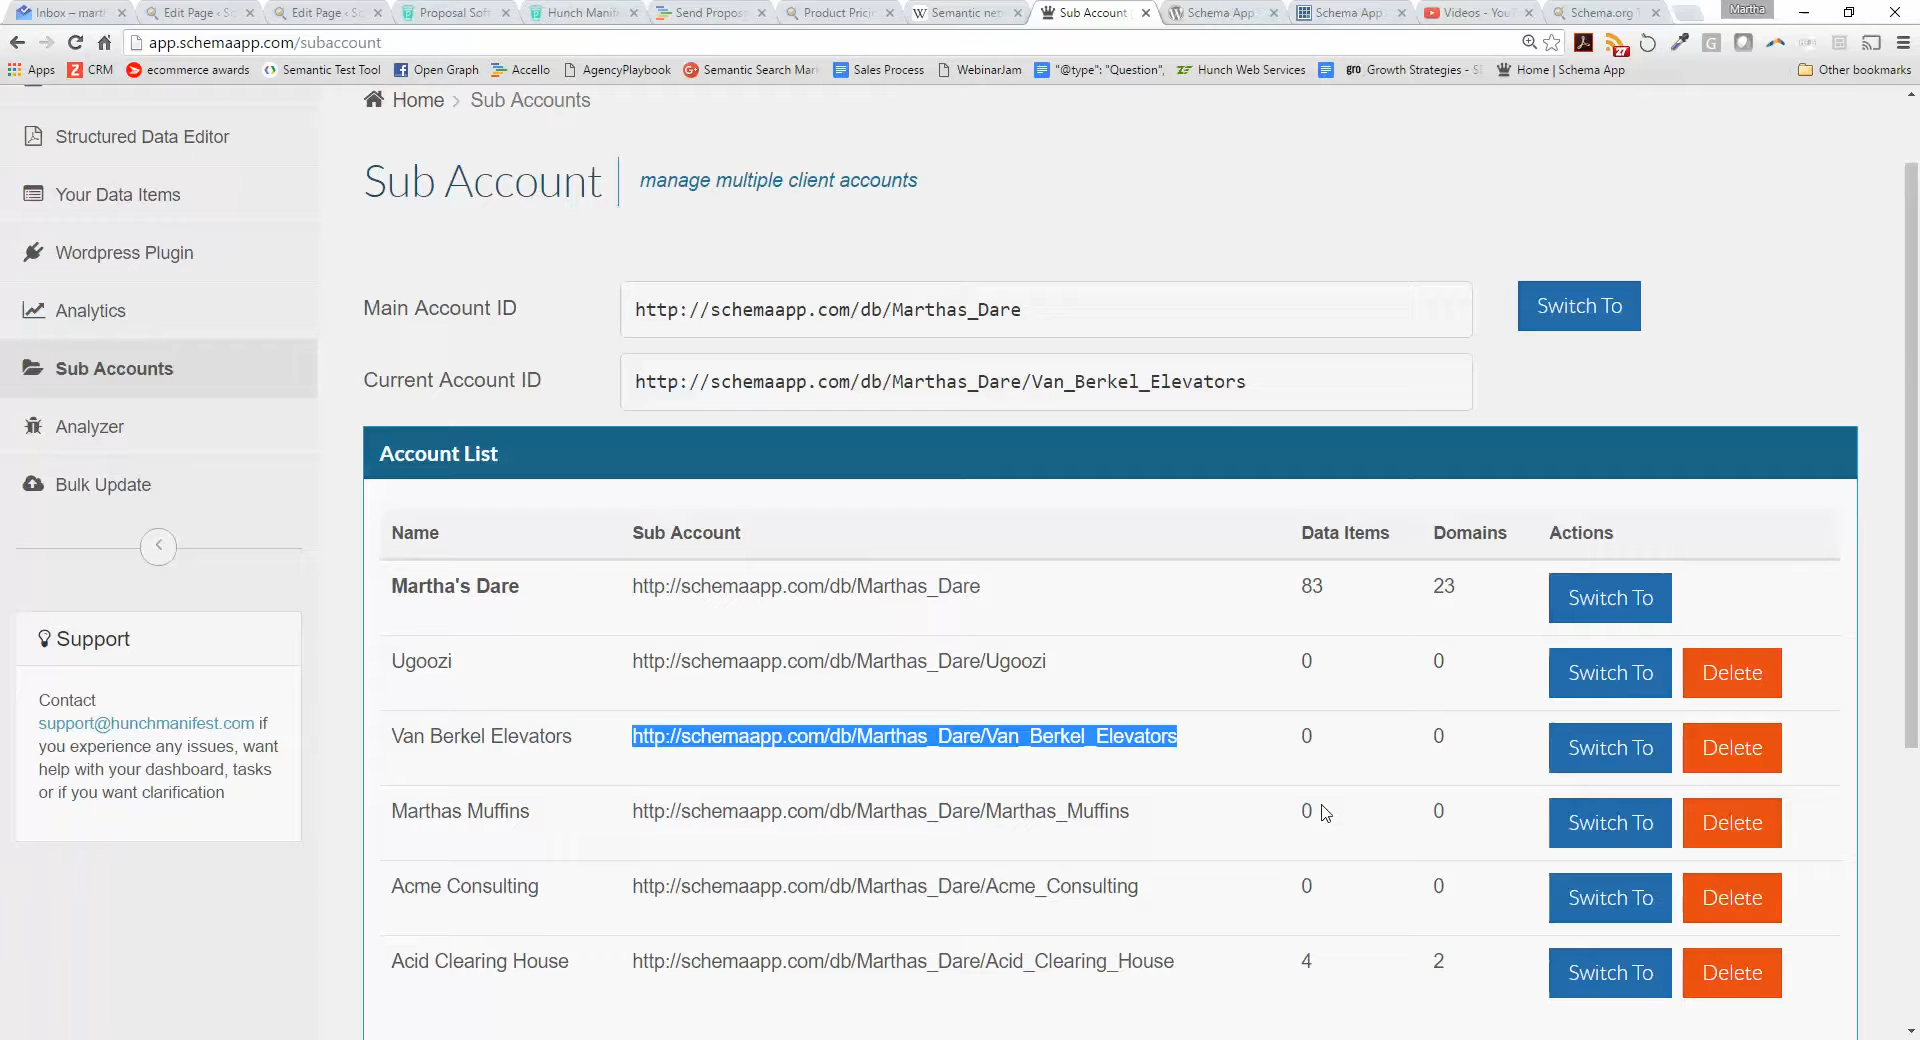 Inbox – mart
Edit Page ‹ Sc
Edit Page ‹ Sc
Proposal Soft
Hunch Manif
Send Propos
Product Prici
Semantic net
Sub Account
Schema App
Schema App
Videos - You
Schema.org T
Martha
app.schemaapp.com/subaccount
27
Apps
CRM
ecommerce awards
Semantic Test Tool
Open Graph
Accello
AgencyPlaybook
Semantic Search Mar
Sales Process
WebinarJam
"@type": "Question",
Hunch Web Services
gro Growth Strategies - S
Home | Schema App
Other bookmarks
Structured Data Editor
Your Data Items
Wordpress Plugin
Analytics
Sub Accounts
Analyzer
Bulk Update
Support
Contact
support@hunchmanifest.com if
you experience any issues, want
help with your dashboard, tasks
or if you want clarification
Home > Sub Accounts
Sub Account
manage multiple client accounts
Main Account ID http://schemaapp.com/db/Marthas_Dare Switch To
Current Account ID http://schemaapp.com/db/Marthas_Dare/Van_Berkel_Elevators
Account List
Name Sub Account Data Items Domains Actions
Martha's Dare http://schemaapp.com/db/Marthas_Dare 83 23 Switch To
Ugoozi http://schemaapp.com/db/Marthas_Dare/Ugoozi 0 0 Switch To Delete
Van Berkel Elevators http://schemaapp.com/db/Marthas_Dare/Van_Berkel_Elevators 0 0 Switch To Delete
Marthas Muffins http://schemaapp.com/db/Marthas_Dare/Marthas_Muffins 0 0 Switch To Delete
Acme Consulting http://schemaapp.com/db/Marthas_Dare/Acme_Consulting 0 0 Switch To Delete
Acid Clearing House http://schemaapp.com/db/Marthas_Dare/Acid_Clearing_House 4 2 Switch To Delete